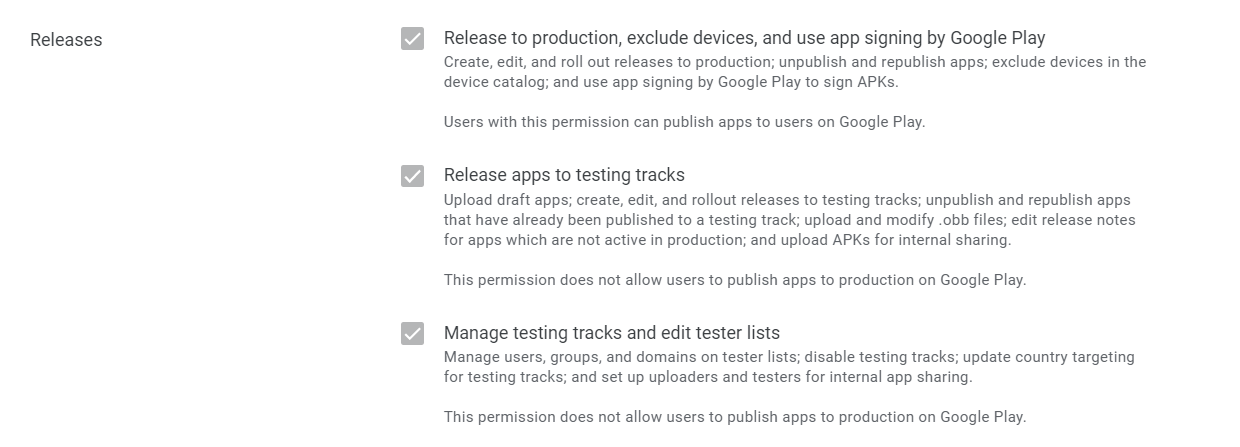 Releases
Release to production, exclude devices, and use app signing by Google Play
Create, edit, and roll out releases to production; unpublish and republish apps; exclude devices in the
device catalog; and use app signing by Google Play to sign APKs.
Users with this permission can publish apps to users on Google Play.
Release apps to testing tracks
Upload draft apps; create, edit, and rollout releases to testing tracks; unpublish and republish apps
that have already been published to a testing track; upload and modify .obb files; edit release notes
for apps which are not active in production; and upload APKs for internal sharing.
This permission does not allow users to publish apps to production on Google Play.
Manage testing tracks and edit tester lists
Manage users, groups, and domains on tester lists; disable testing tracks; update country targeting
for testing tracks; and set up uploaders and testers for internal app sharing.
This permission does not allow users to publish apps to production on Google Play.